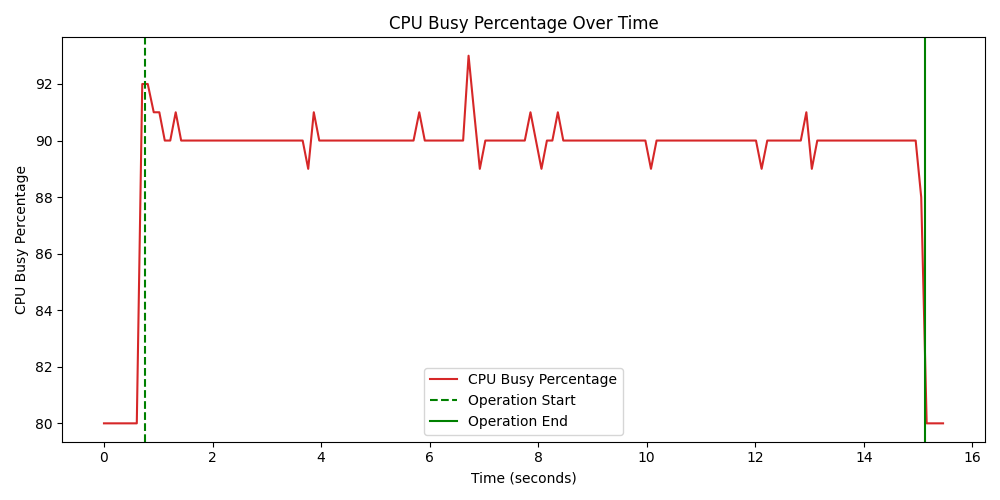 CPU Busy Percentage Over Time
CPU Busy Percentage
92
90
88
86
84
82
80
CPU Busy Percentage
Operation Start
Operation End
0 2 4 6 8 10 12 14 16
Time (seconds)